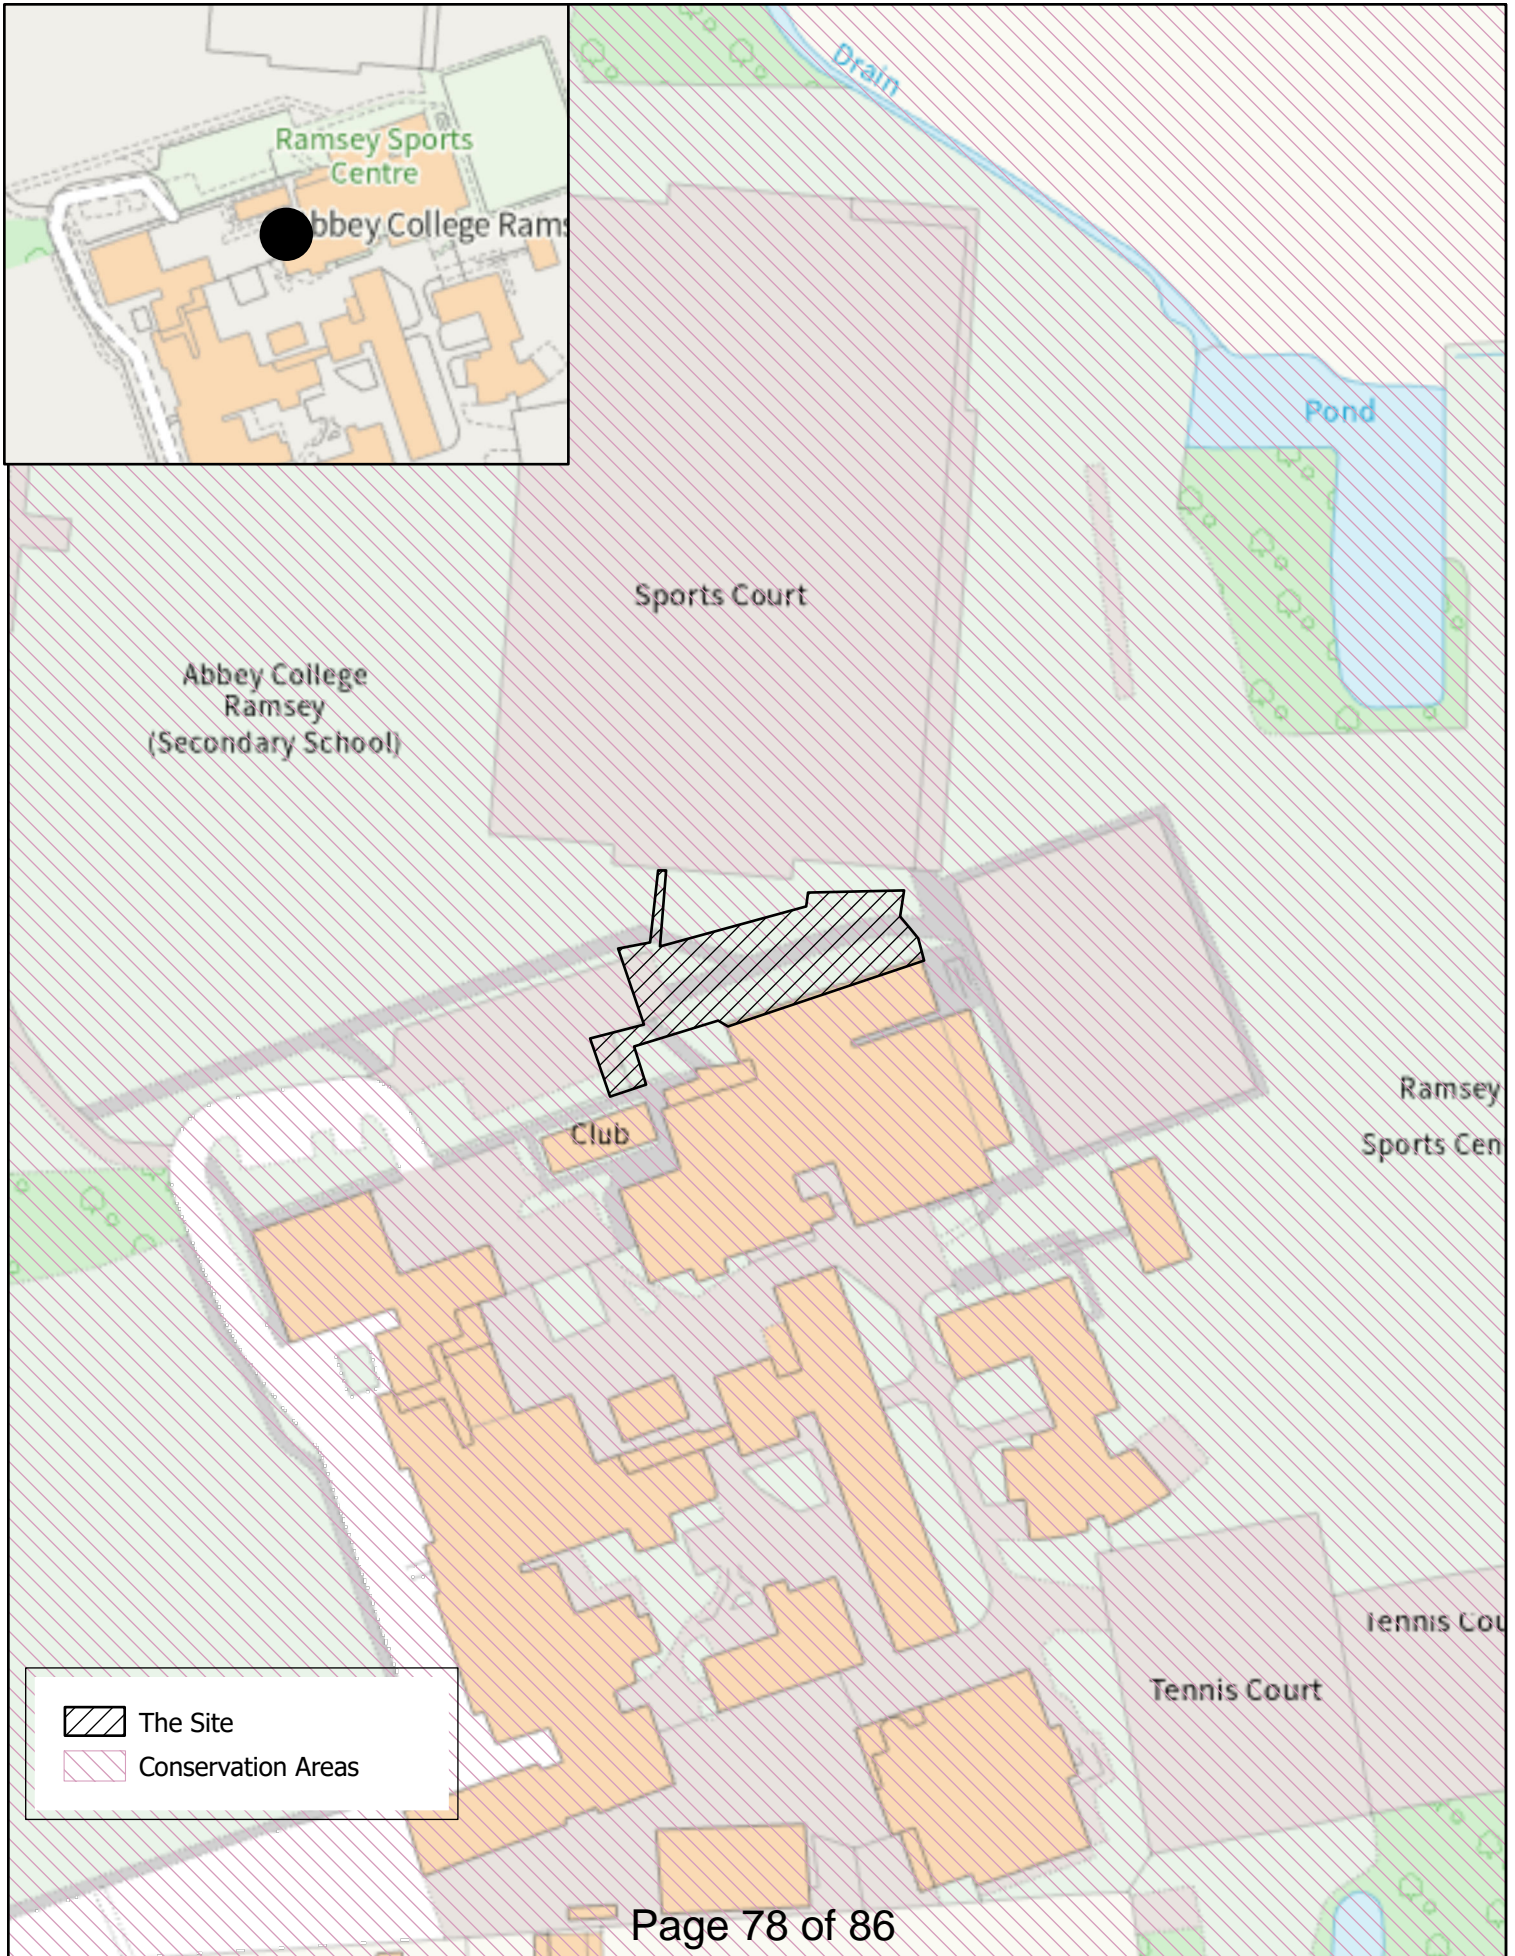 Ramsey Sports
Centre
bbey College Rams
Drain
Pond
Sports Court
Abbey College
Ramsey
(Secondary School)
Ramsey
Sports Cen
Club
Tennis Cou
Tennis Court
The Site
Conservation Areas
Page 78 of 86